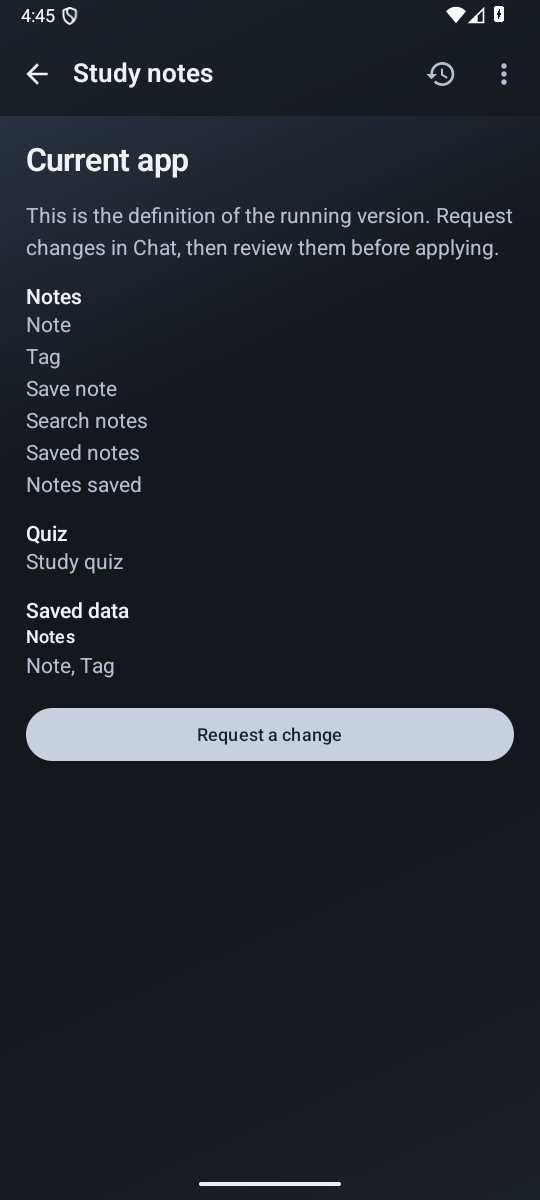 4:45
Study notes
Current app
This is the definition of the running version. Request
changes in Chat, then review them before applying.
Notes
Note
Tag
Save note
Search notes
Saved notes
Notes saved
Quiz
Study quiz
Saved data
Notes
Note, Tag
Request a change